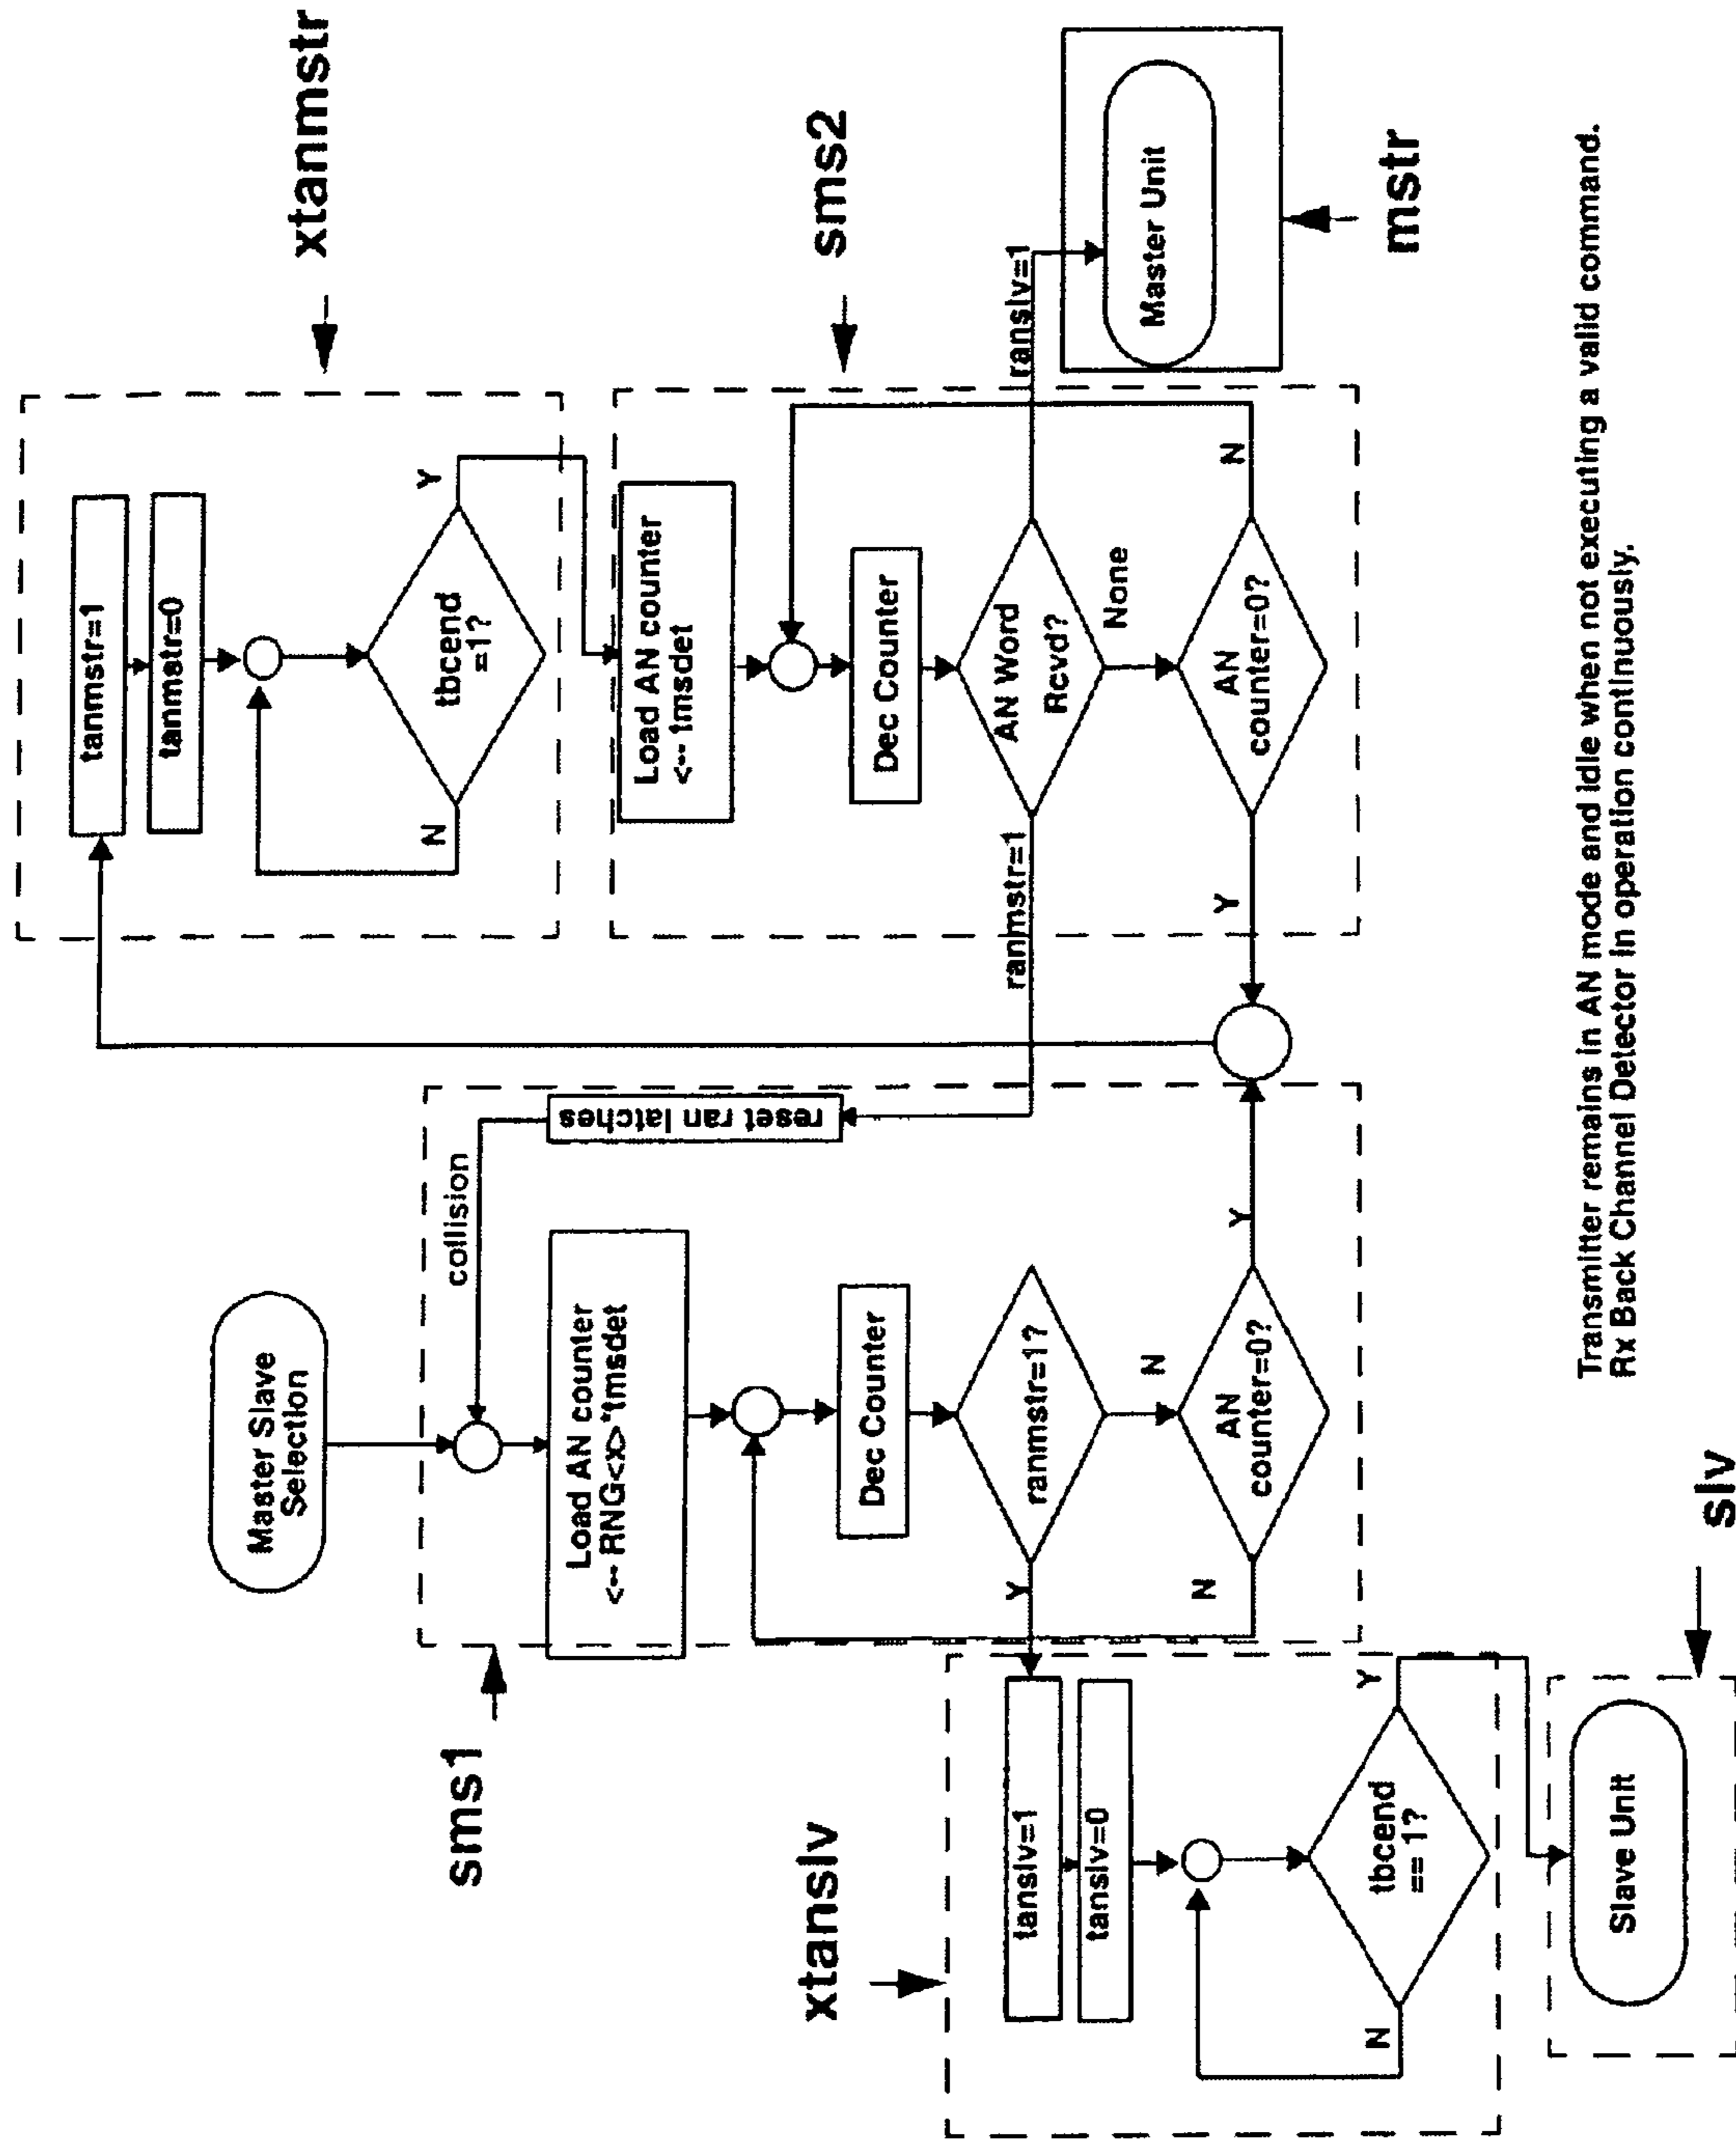 Master Slave
Selection
sms1
collision
Load AN counter
<-- RNG<x>*tmsdet
reset ran latches
Dec Counter
ranmstr=1?
Y
N
AN
counter=0?
N
Y
xtanslv
tanslv=1
tanslv=0
tbcend
== 1?
N
Y
Slave Unit
slv
xtanmstr
tanmstr=1
tanmstr=0
tbcend
=1?
N
Y
sms2
Load AN counter
<-- tmsdet
Dec Counter
AN Word
Rcvd?
ranmstr=1
ranslv=1
None
AN
counter=0?
Y
N
Master Unit
mstr
Transmitter remains in AN mode and idle when not executing a valid command.
Rx Back Channel Detector in operation continuously.